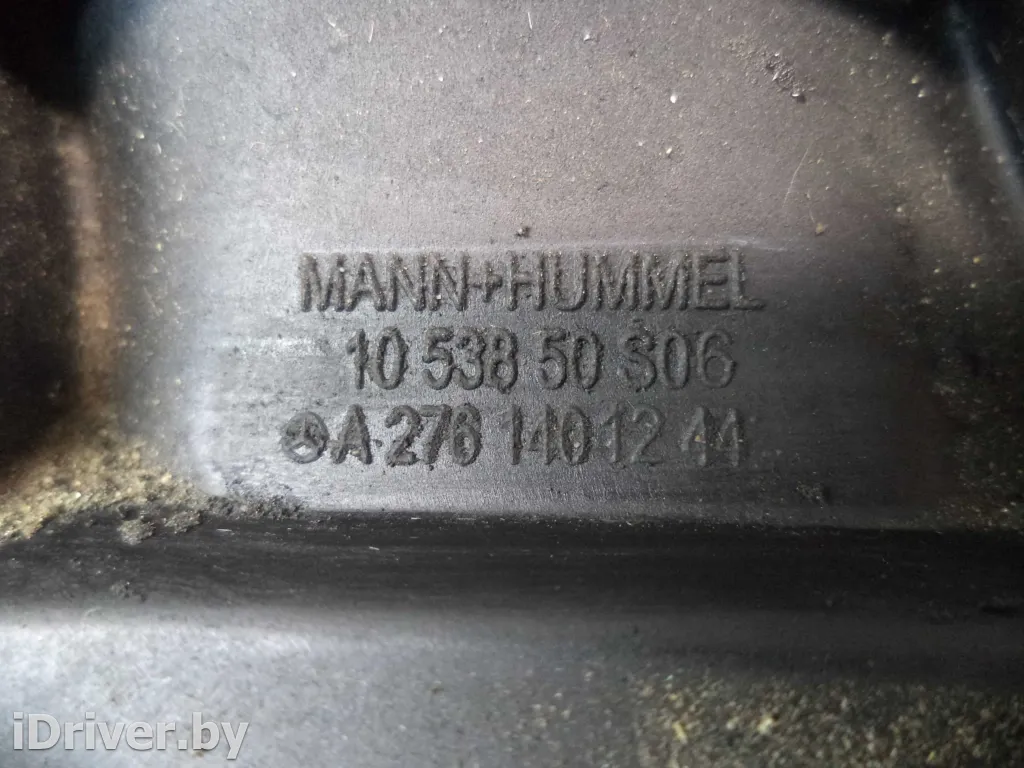 MANN+HUMMEL
10 538 50 S06
A 276 140 12 44
iDriver.by